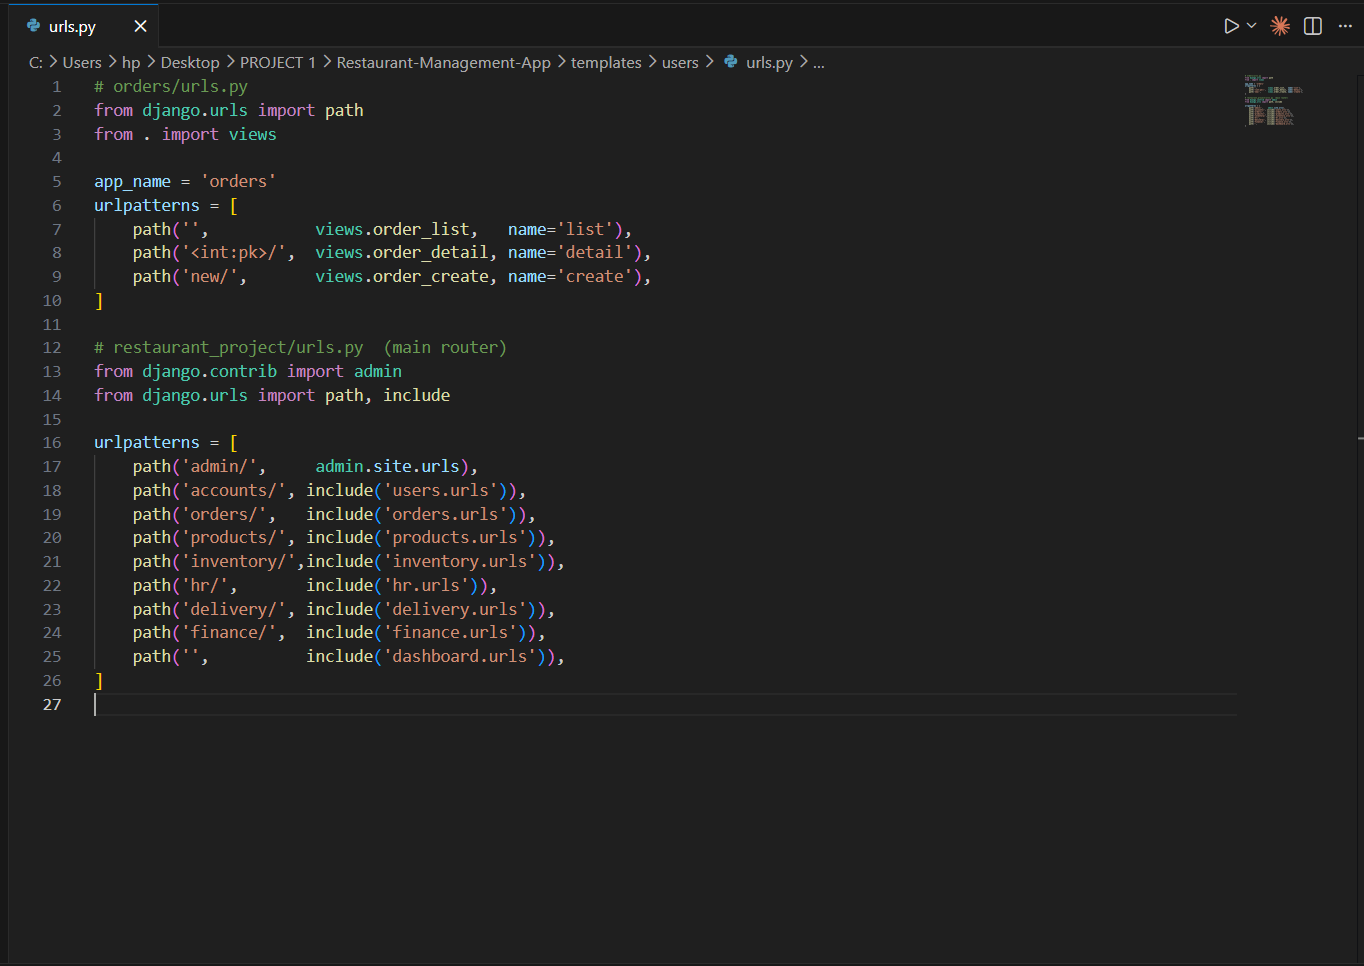 urls.py
C: > Users > hp > Desktop > PROJECT 1 > Restaurant-Management-App > templates > users > urls.py > ...
1 # orders/urls.py
2 from django.urls import path
3 from . import views
4
5 app_name = 'orders'
6 urlpatterns = [
7     path('',           views.order_list,   name='list'),
8     path('<int:pk>/',  views.order_detail, name='detail'),
9     path('new/',       views.order_create, name='create'),
10 ]
11
12 # restaurant_project/urls.py  (main router)
13 from django.contrib import admin
14 from django.urls import path, include
15
16 urlpatterns = [
17     path('admin/',     admin.site.urls),
18     path('accounts/', include('users.urls')),
19     path('orders/',   include('orders.urls')),
20     path('products/', include('products.urls')),
21     path('inventory/',include('inventory.urls')),
22     path('hr/',       include('hr.urls')),
23     path('delivery/', include('delivery.urls')),
24     path('finance/',  include('finance.urls')),
25     path('',          include('dashboard.urls')),
26 ]
27